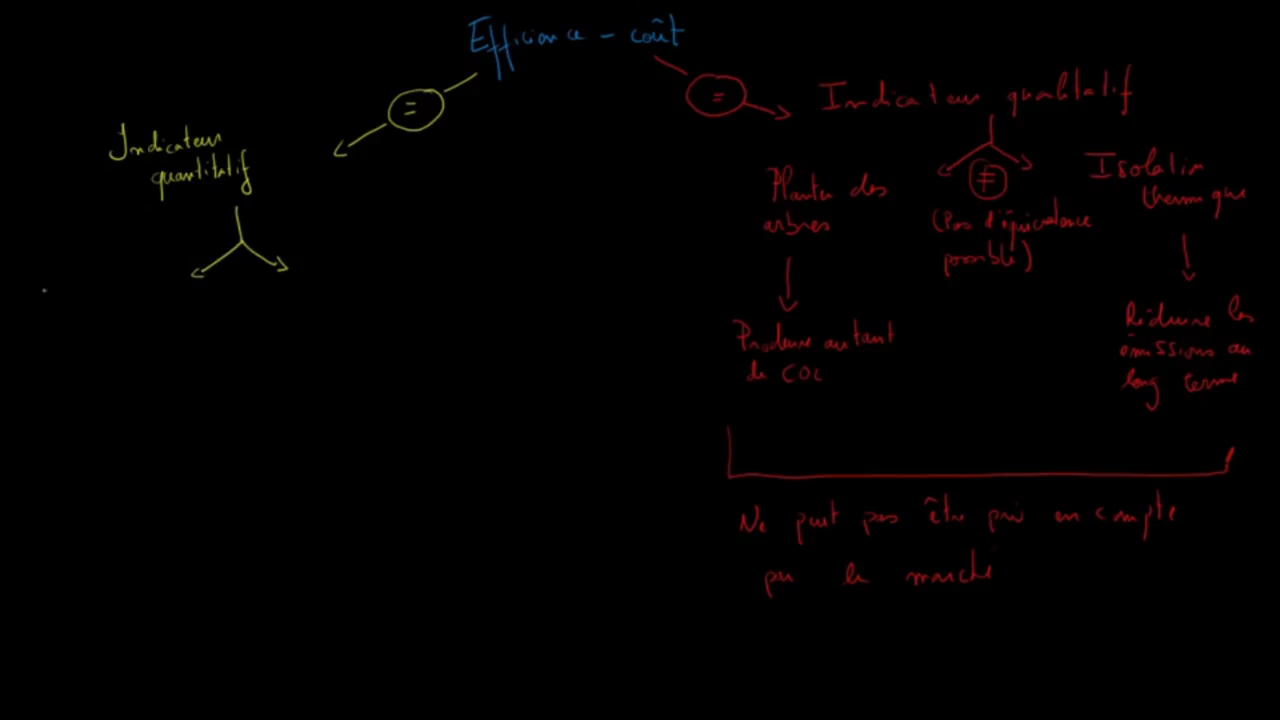 Efficience - coût
=
Indicateur
quantitatif
=
Indicateur qualitatif
≠
(Pas d'équivalence
possible)
Planter des
arbres
Produire autant
de CO2
Isolation
thermique
Réduire les
émissions au
long terme
Ne peut pas être pris en compte
par le marché